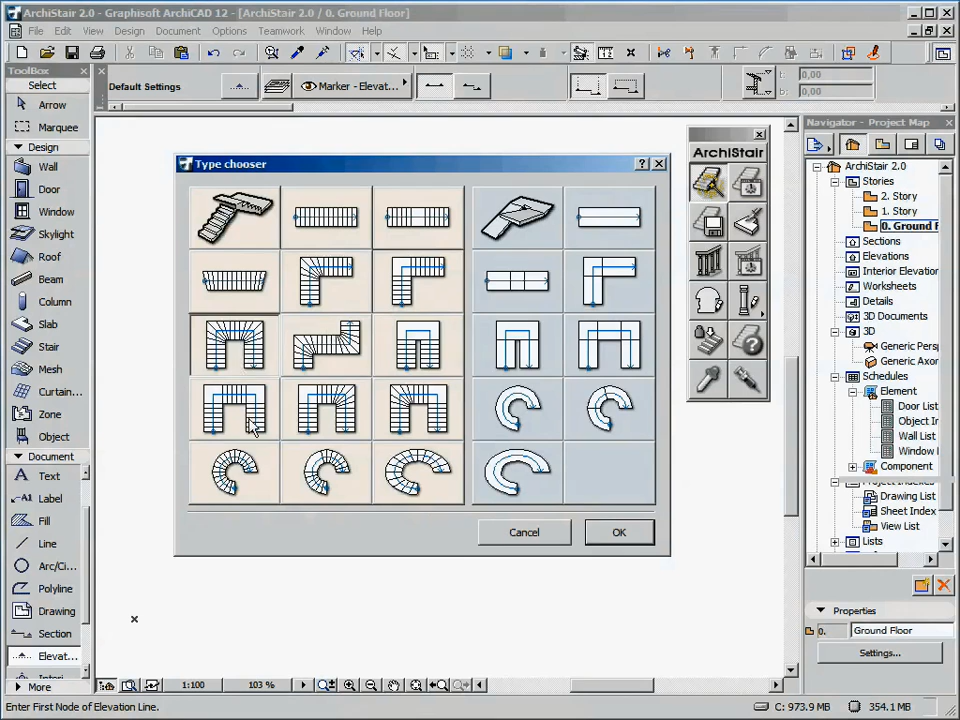 ArchiStair 2.0 - Graphisoft ArchiCAD 12 - [ArchiStair 2.0 / 0. Ground Floor]
File Edit View Design Document Options Teamwork Window Help
ToolBox
Select
Arrow
Marquee
Design
Wall
Door
Window
Skylight
Roof
Beam
Column
Slab
Stair
Mesh
Curtain...
Zone
Object
Document
Text
Label
Fill
Line
Arc/Ci...
Polyline
Drawing
Section
Elevat...
More
Default Settings
Marker - Elevat...
t: 0,00
b: 0,00
Type chooser
Cancel
OK
ArchiStair
Navigator - Project Map
ArchiStair 2.0
Stories
2. Story
1. Story
0. Ground F
Sections
Elevations
Interior Elevation
Worksheets
Details
3D Documents
3D
Generic Persp
Generic Axon
Schedules
Element
Door List
Object In
Wall List
Window L
Component
Project Indexes
Drawing List
Sheet Index
View List
Lists
Properties
0. Ground Floor
Settings...
1:100 103 %
Enter First Node of Elevation Line.
C: 973.9 MB 354.1 MB